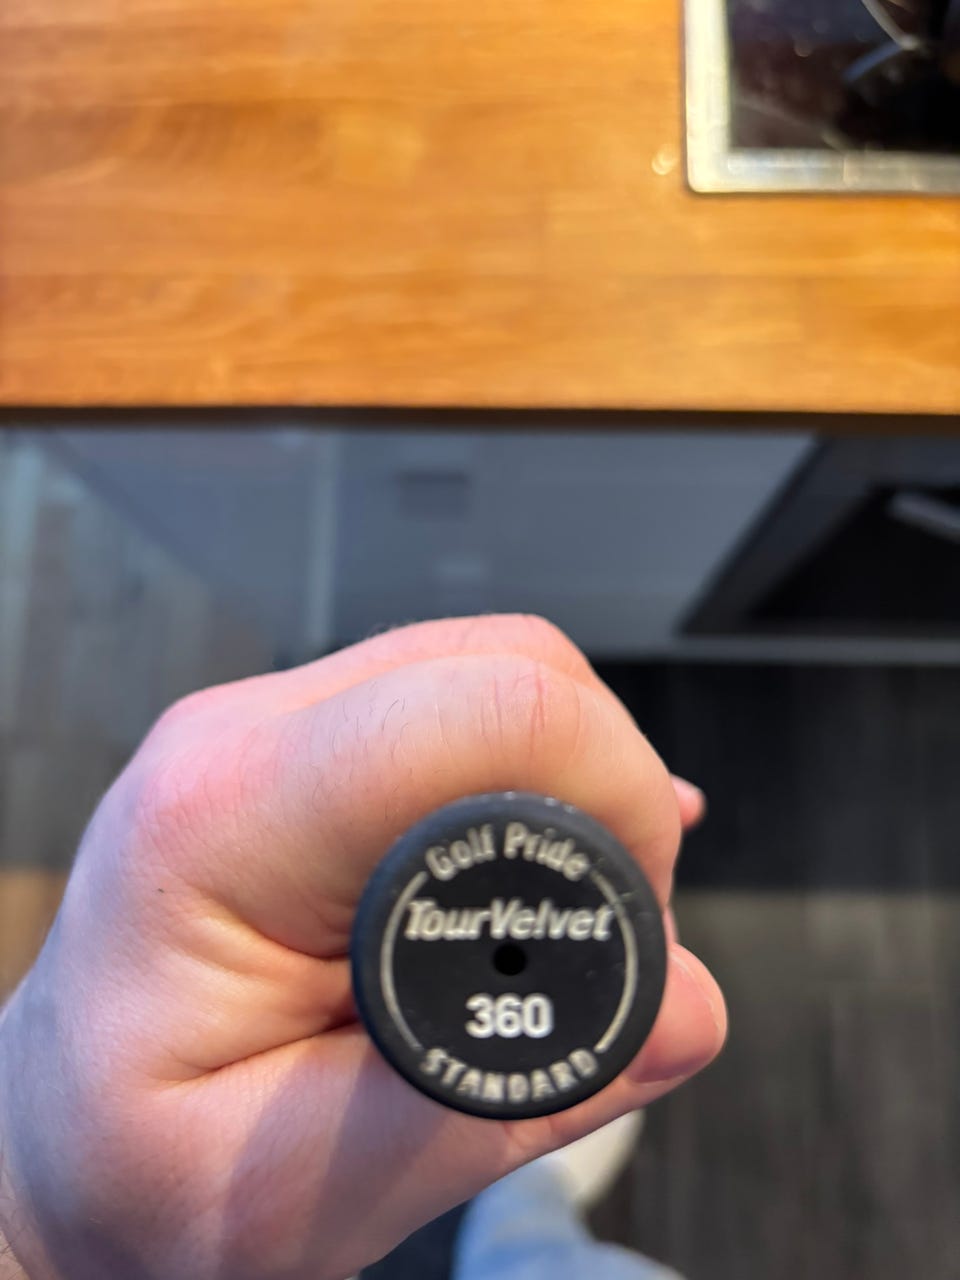 Golf Pride
TourVelvet
360
STANDARD